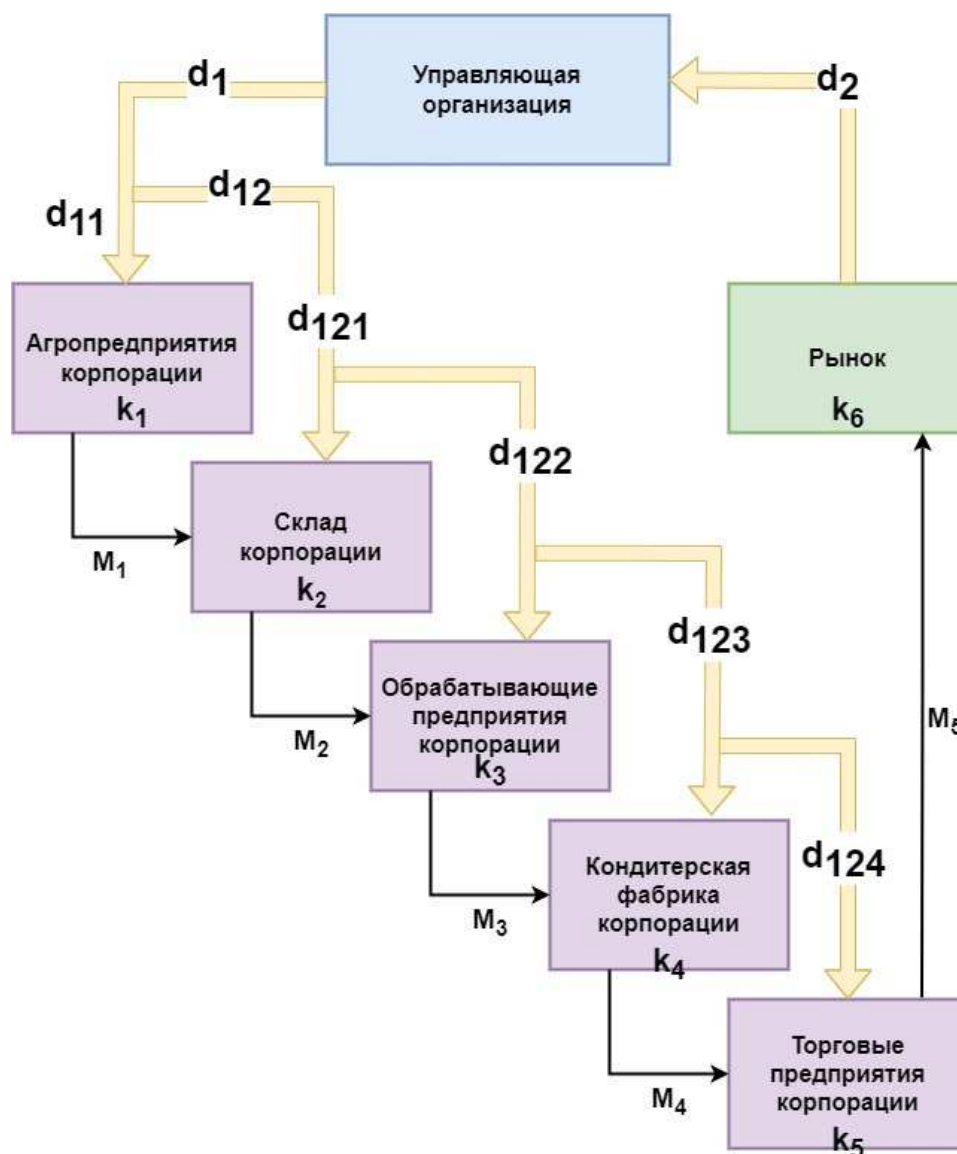 Управляющая
организация
d1
d2
d12
d11
Агропредприятия
корпорации
k1
d121
Рынок
k6
d122
Склад
корпорации
k2
M1
d123
Обрабатывающие
предприятия
корпорации
k3
M2
M5
d124
Кондитерская
фабрика
корпорации
k4
M3
Торговые
предприятия
корпорации
k5
M4